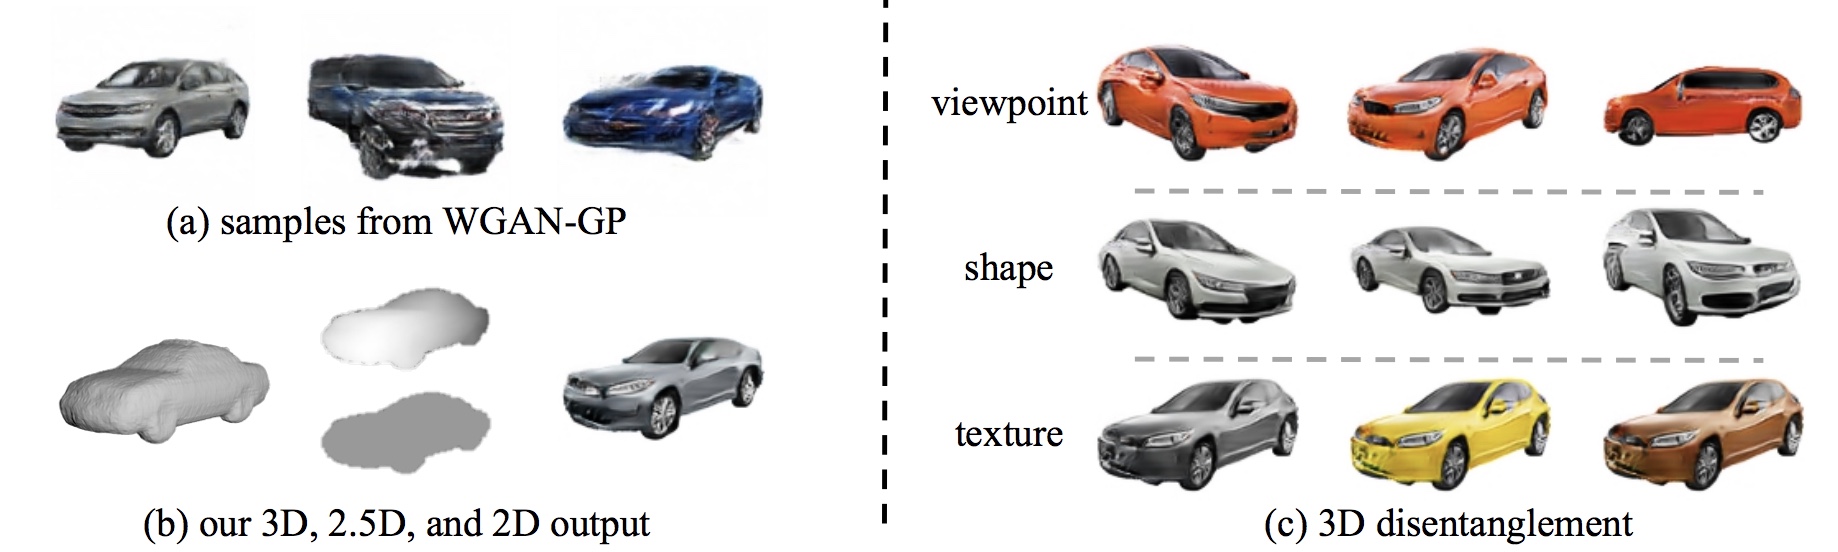 (a) samples from WGAN-GP
(b) our 3D, 2.5D, and 2D output
viewpoint
shape
texture
(c) 3D disentanglement